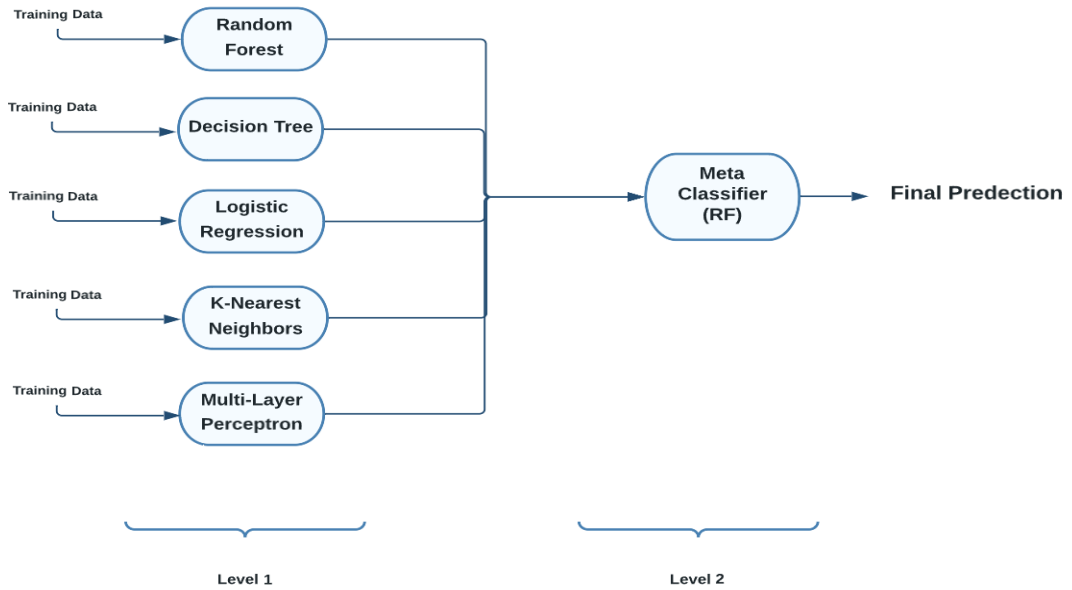 Training Data
Random
Forest
Training Data
Decision Tree
Training Data
Logistic
Regression
Training Data
K-Nearest
Neighbors
Training Data
Multi-Layer
Perceptron
Meta
Classifier
(RF)
Final Predection
Level 1
Level 2